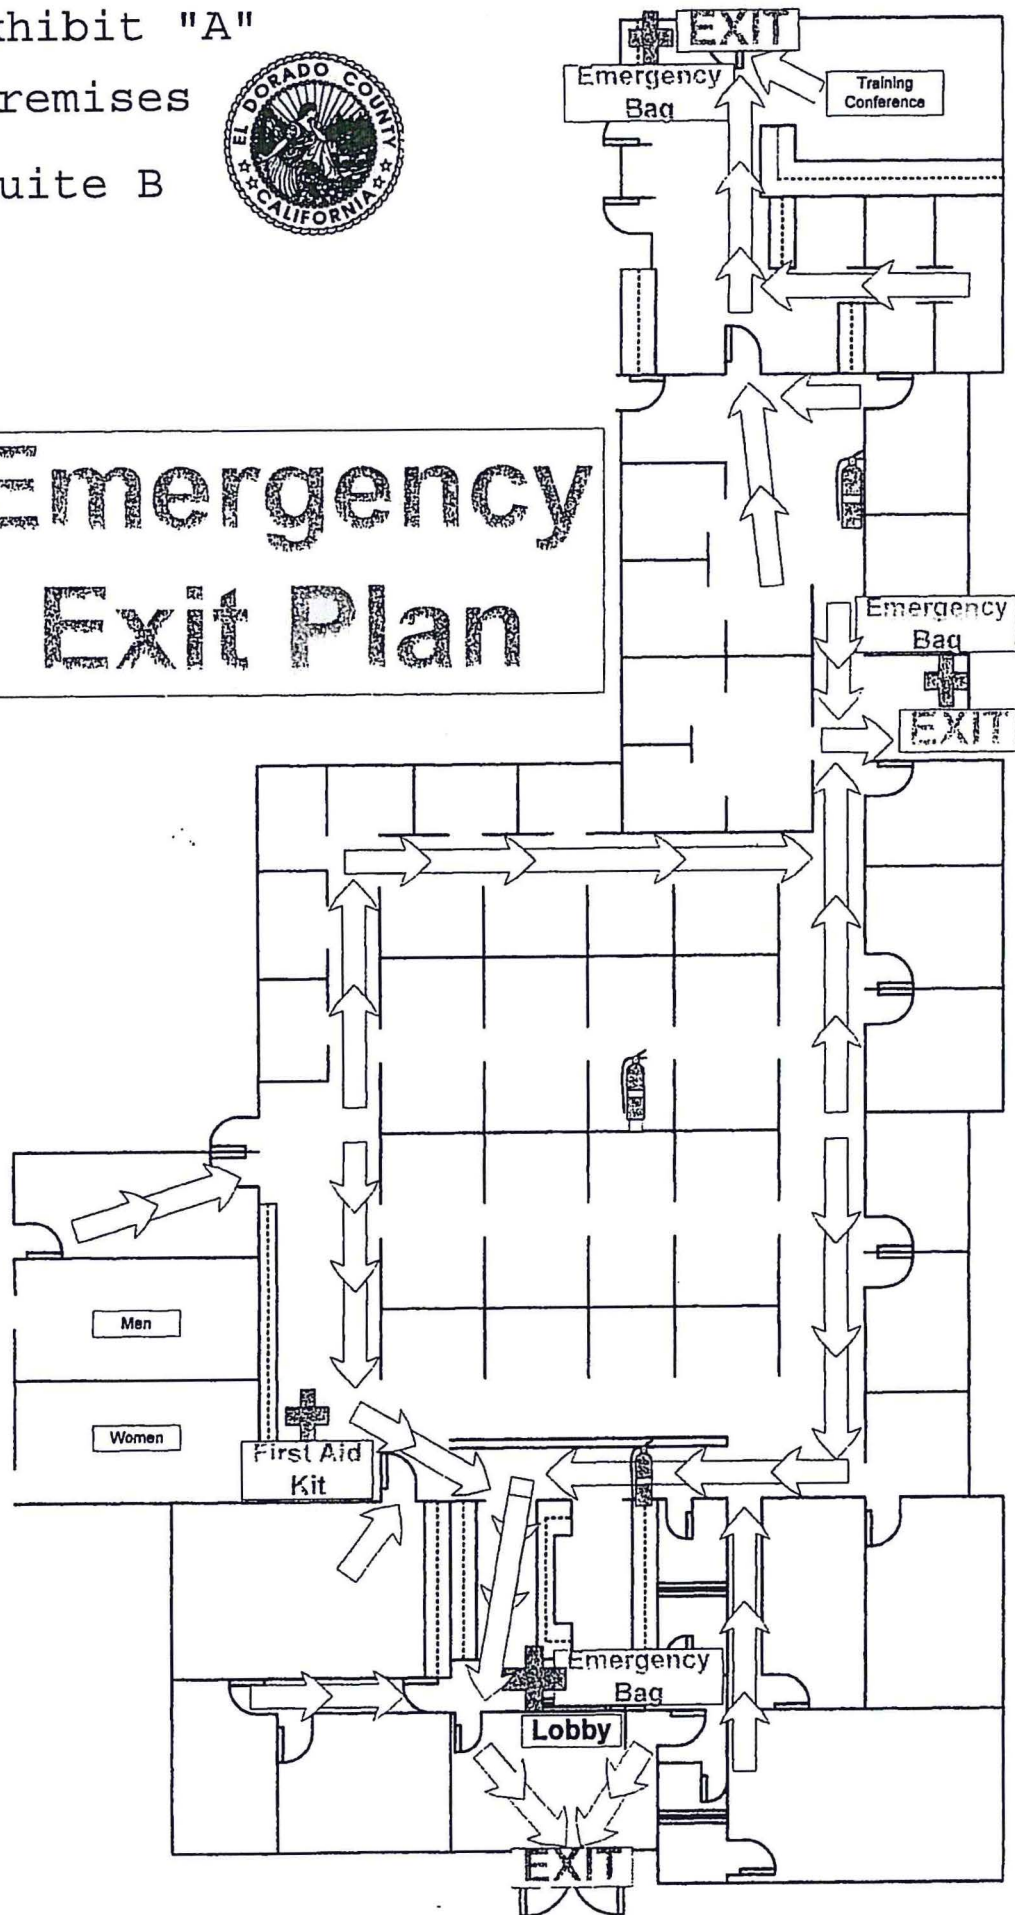 xhibit "A"
remises
uite B
EL DORADO COUNTY
CALIFORNIA
EXIT
Emergency
Bag
Training
Conference
Emergency
Exit Plan
Emergency
Bag
EXIT
Men
Women
First Aid
Kit
Emergency
Bag
Lobby
EXIT